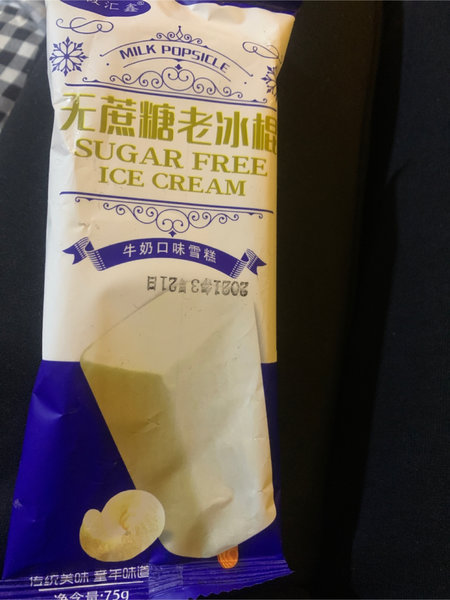 汇鑫®
MILK POPSICLE
无蔗糖老冰棍
SUGAR FREE
ICE CREAM
牛奶口味雪糕
2021年3月21日
传统美味 童年味道
净含量:75g